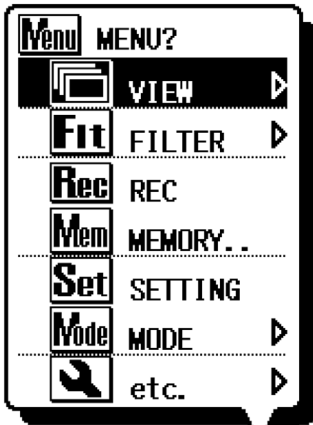 Menu MENU?
VIEW
Flt FILTER
Rec REC
Mem MEMORY..
Set SETTING
Mode MODE
etc.